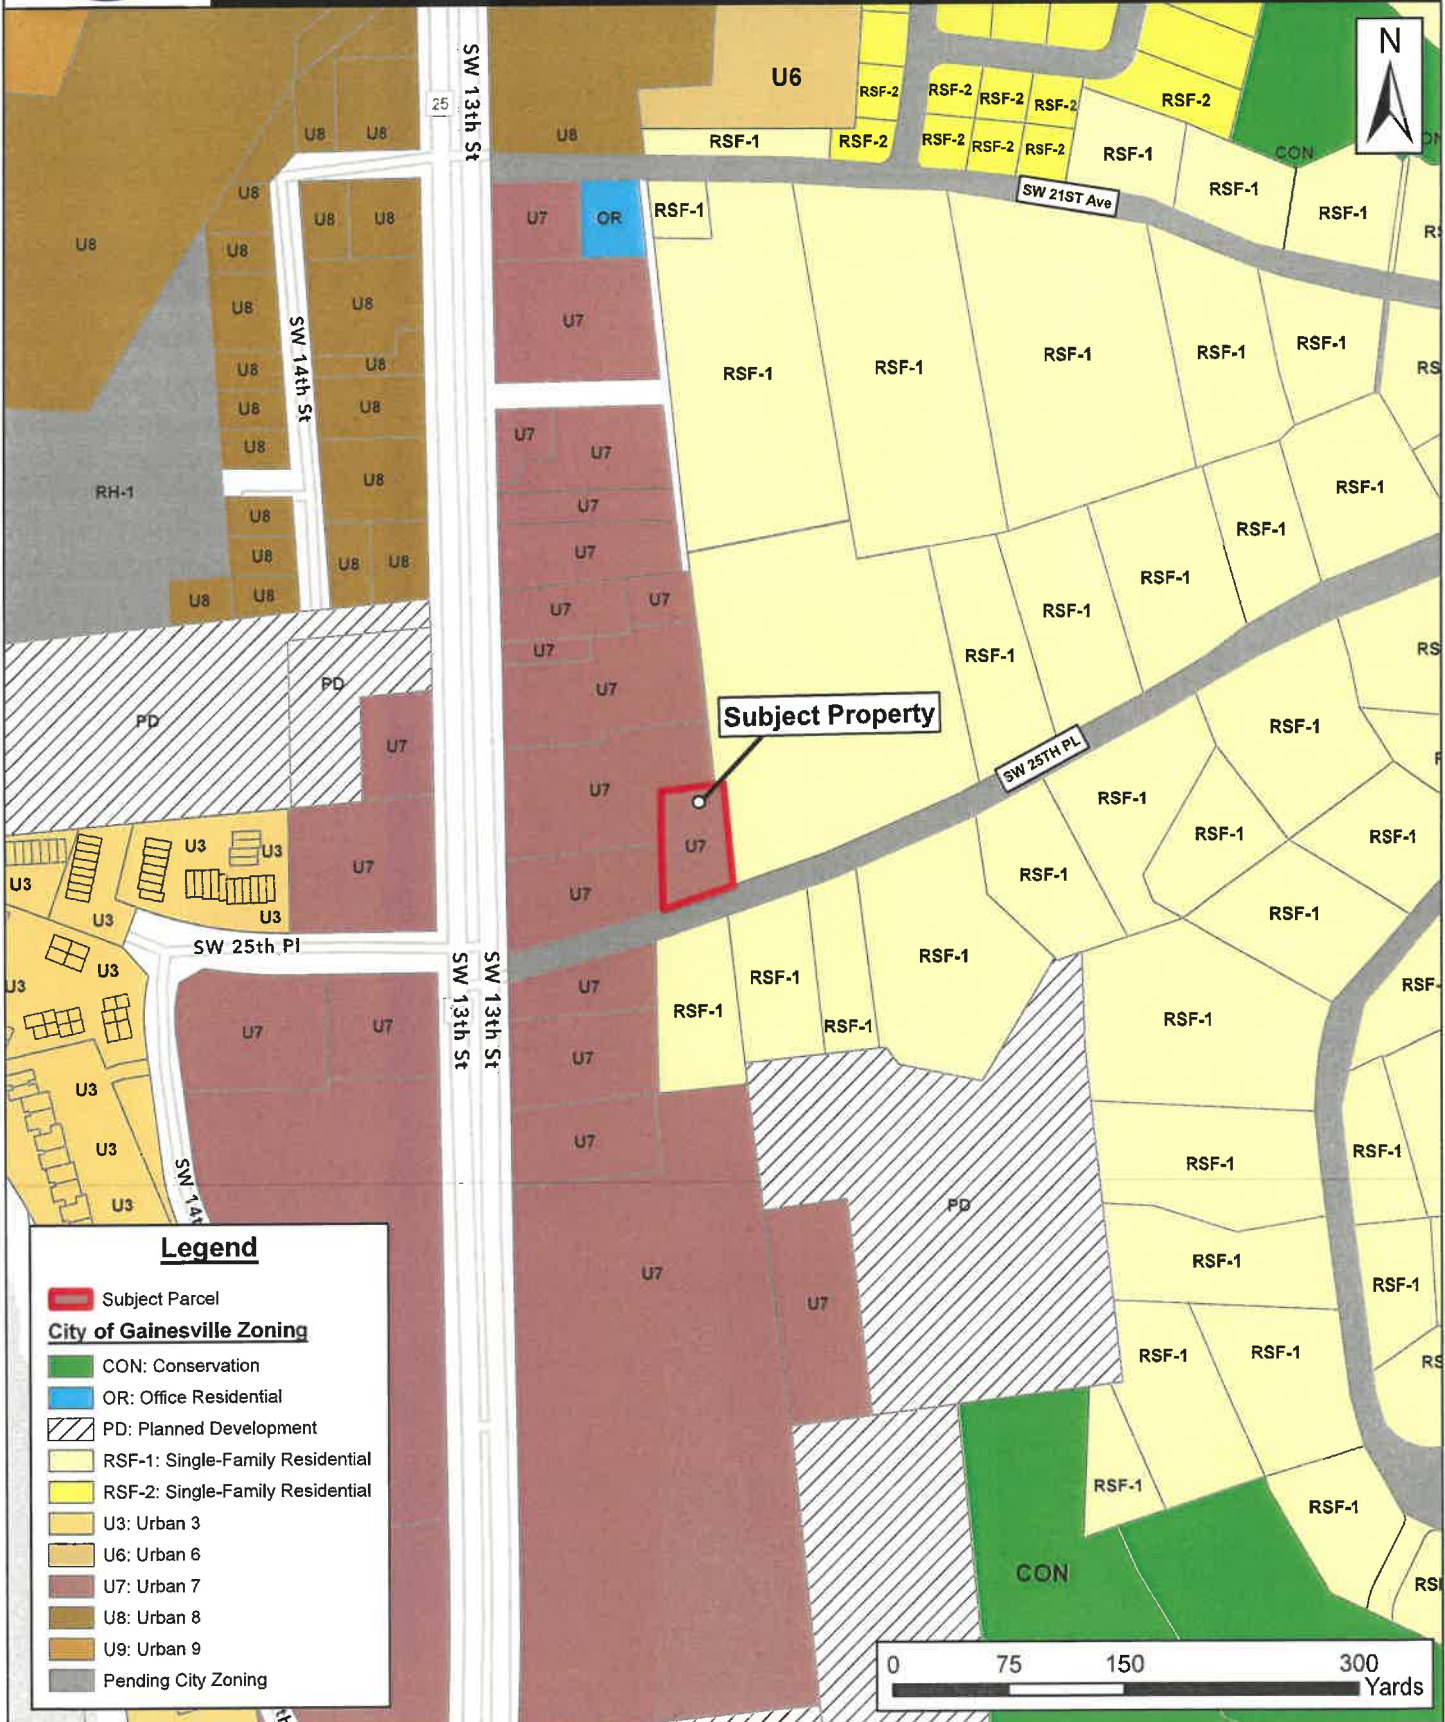 N
U6
RSF-2
RSF-2
RSF-2
RSF-2
RSF-2
25
SW 13th St
U8
U8
U8
RSF-1
RSF-2
RSF-2
RSF-2
RSF-2
RSF-1
CON
U8
U8
U8
U7
OR
RSF-1
SW 21ST Ave
RSF-1
RSF-1
U8
U8
U8
U8
U7
SW 14th St
U8
U8
RSF-1
RSF-1
RSF-1
RSF-1
RSF-1
U8
U8
U8
U7
U7
RH-1
U8
U7
RSF-1
U8
U8
U8
U8
U7
RSF-1
RSF-1
U8
U8
U7
U7
RSF-1
U7
RSF-1
PD
U7
Subject Property
PD
U7
RSF-1
SW 25TH PL
U7
RSF-1
U3
U3
U3
U7
U7
RSF-1
RSF-1
RSF-1
U3
U3
U7
RSF-1
SW 25th Pl
U3
U3
SW 13th St
SW 13th St
U7
RSF-1
RSF-1
RSF-1
RSF-1
RSF-1
U7
U7
U7
U3
U3
SW 14t
U3
U7
PD
RSF-1
RSF-1
RSF-1
RSF-1
U7
U7
RSF-1
RSF-1
RSF-1
RSF-1
CON
Legend
Subject Parcel
City of Gainesville Zoning
CON: Conservation
OR: Office Residential
PD: Planned Development
RSF-1: Single-Family Residential
RSF-2: Single-Family Residential
U3: Urban 3
U6: Urban 6
U7: Urban 7
U8: Urban 8
U9: Urban 9
Pending City Zoning
0 75 150 300
Yards